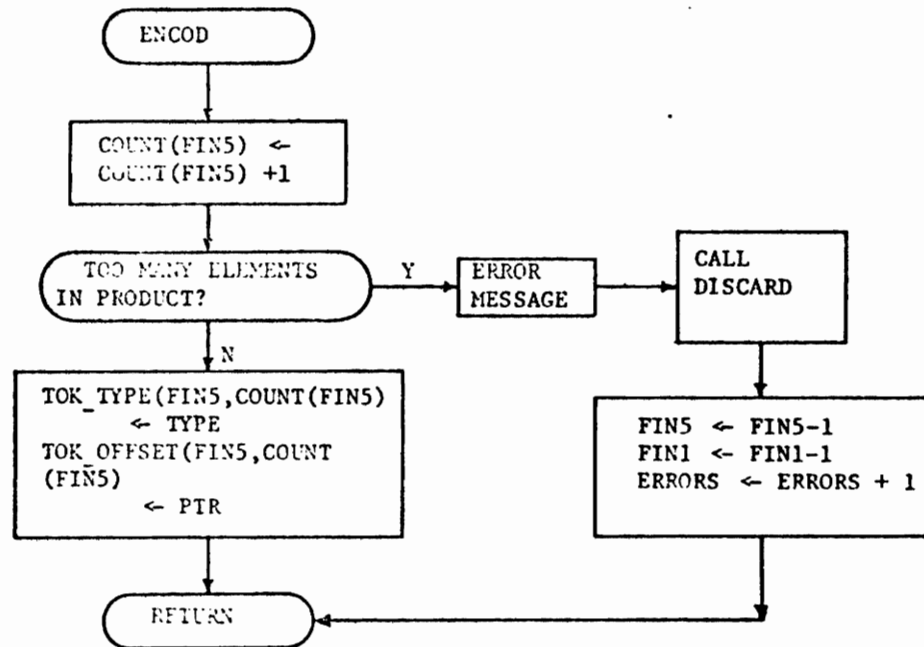 ENCOD
COUNT(FIN5) ←
COUNT(FIN5) +1
TOO MANY ELEMENTS
IN PRODUCT?
Y
ERROR
MESSAGE
CALL
DISCARD
N
TOK_TYPE(FIN5,COUNT(FIN5)
← TYPE
TOK_OFFSET(FIN5,COUNT
(FIN5)
← PTR
FIN5 ← FIN5-1
FIN1 ← FIN1-1
ERRORS ← ERRORS + 1
RETURN